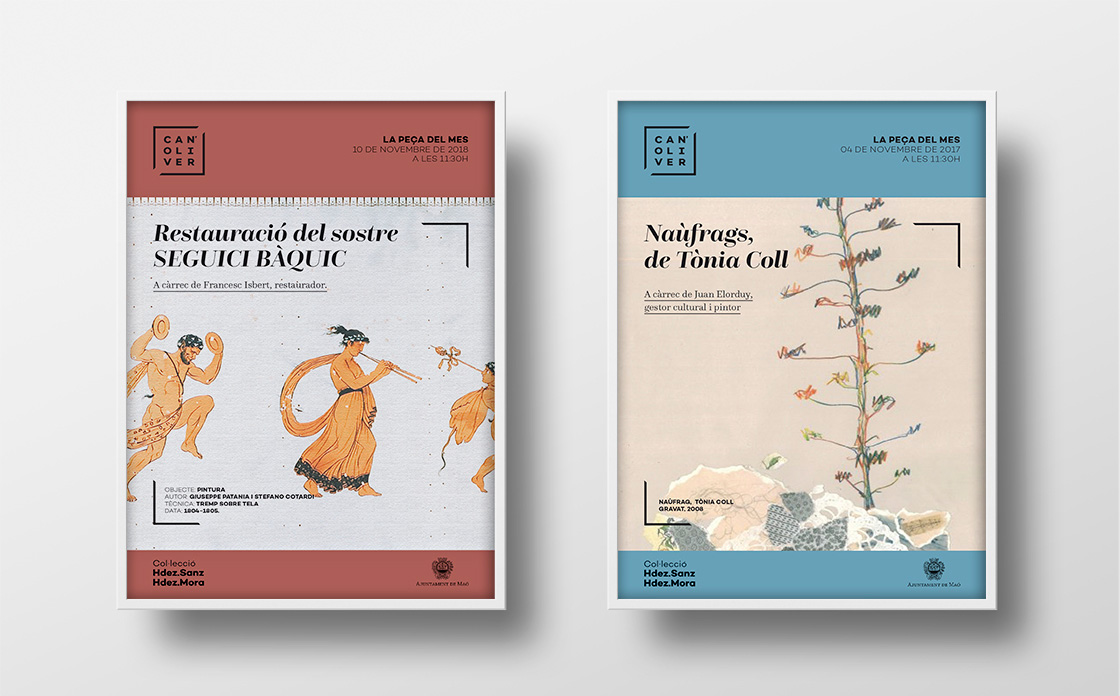 CAN'
OLI
VER
LA PEÇA DEL MES
10 DE NOVEMBRE DE 2018
A LES 11:30H
Restauració del sostre
SEGUICI BÀQUIC
A càrrec de Francesc Isbert, restaurador.
OBJECTE: PINTURA
AUTOR: GIUSEPPE PATANIA I STEFANO COTARDI
TÈCNICA: TREMP SOBRE TELA
DATA: 1804-1805.
Col·lecció
Hdez.Sanz
Hdez.Mora
AJUNTAMENT DE MAÓ
CAN'
OLI
VER
LA PEÇA DEL MES
04 DE NOVEMBRE DE 2017
A LES 11:30H
Naùfrags,
de Tònia Coll
A càrrec de Juan Elorduy,
gestor cultural i pintor
NAÙFRAG, TÒNIA COLL
GRAVAT, 2008
Col·lecció
Hdez.Sanz
Hdez.Mora
AJUNTAMENT DE MAÓ